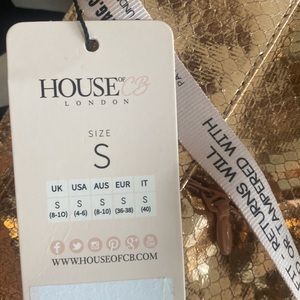 HOUSE OF CB
LONDON
SIZE
S
UK USA AUS EUR IT
S S S S S
(8-10) (4-6) (8-10) (36-38) (40)
WWW.HOUSEOFCB.COM
RETURNS WILL
OR TAMPERED WITH